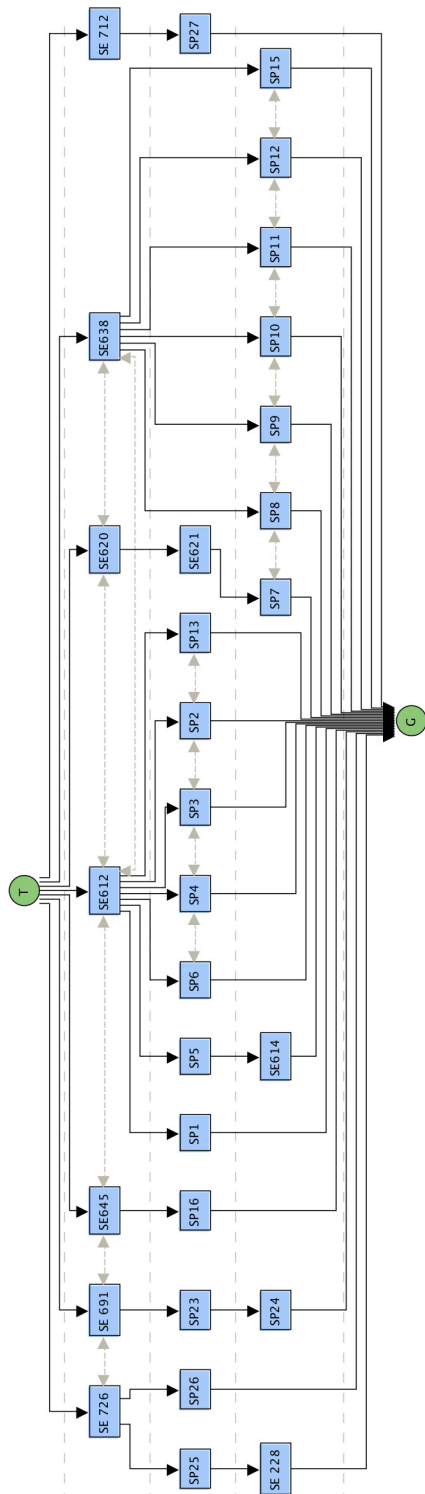 T
SE 726
SE 691
SE645
SE612
SE620
SE638
SE 712
SP25
SP26
SP23
SP16
SP1
SP5
SP6
SP4
SP3
SP2
SP13
SE621
SP27
SE 228
SP24
SE614
SP7
SP8
SP9
SP10
SP11
SP12
SP15
G